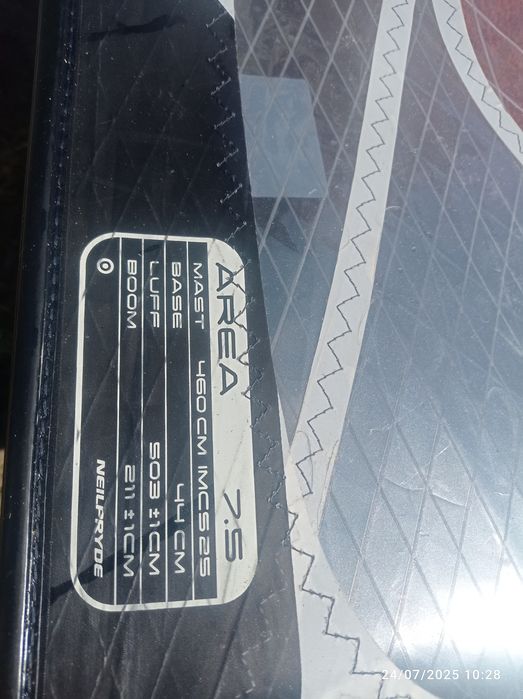 AREA 7.5
MAST 460 CM IMCS 25
BASE 44 CM
LUFF 503 ±1CM
BOOM 211 ±1CM
NEILPRYDE
24/07/2025 10:28